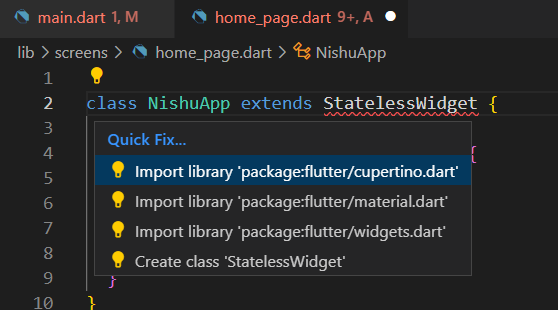 main.dart 1, M
home_page.dart 9+, A
lib > screens > home_page.dart > NishuApp
1
2 class NishuApp extends StatelessWidget {
3
Quick Fix...
4 {
5 Import library 'package:flutter/cupertino.dart'
6 Import library 'package:flutter/material.dart'
7 Import library 'package:flutter/widgets.dart'
8 Create class 'StatelessWidget'
9 }
10 }